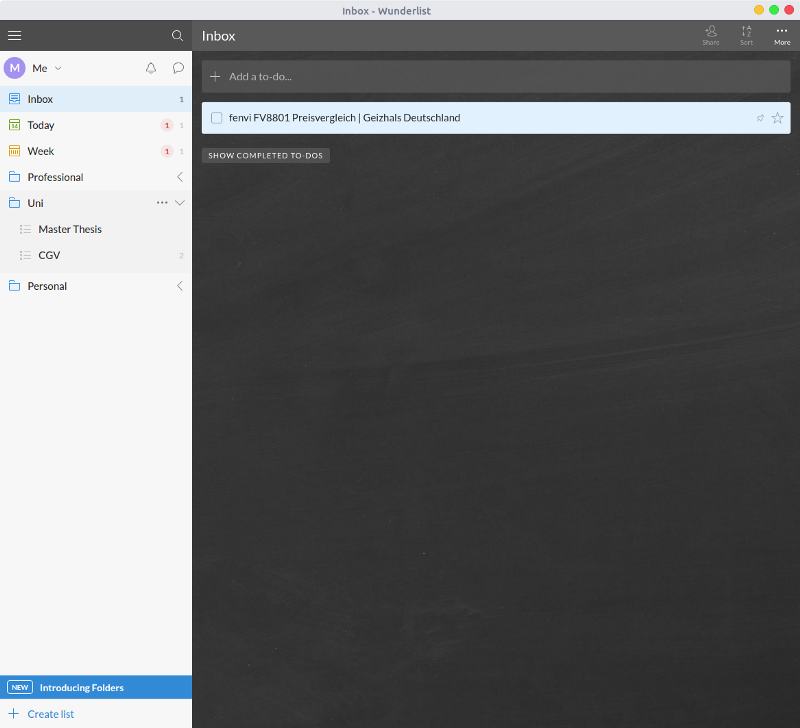 Inbox - Wunderlist
Inbox
Share
Sort
More
M
Me
Add a to-do...
Inbox 1
fenvi FV8801 Preisvergleich | Geizhals Deutschland
Today 1 1
Week 1 1
SHOW COMPLETED TO-DOS
Professional
Uni
Master Thesis
CGV 2
Personal
NEW Introducing Folders
Create list